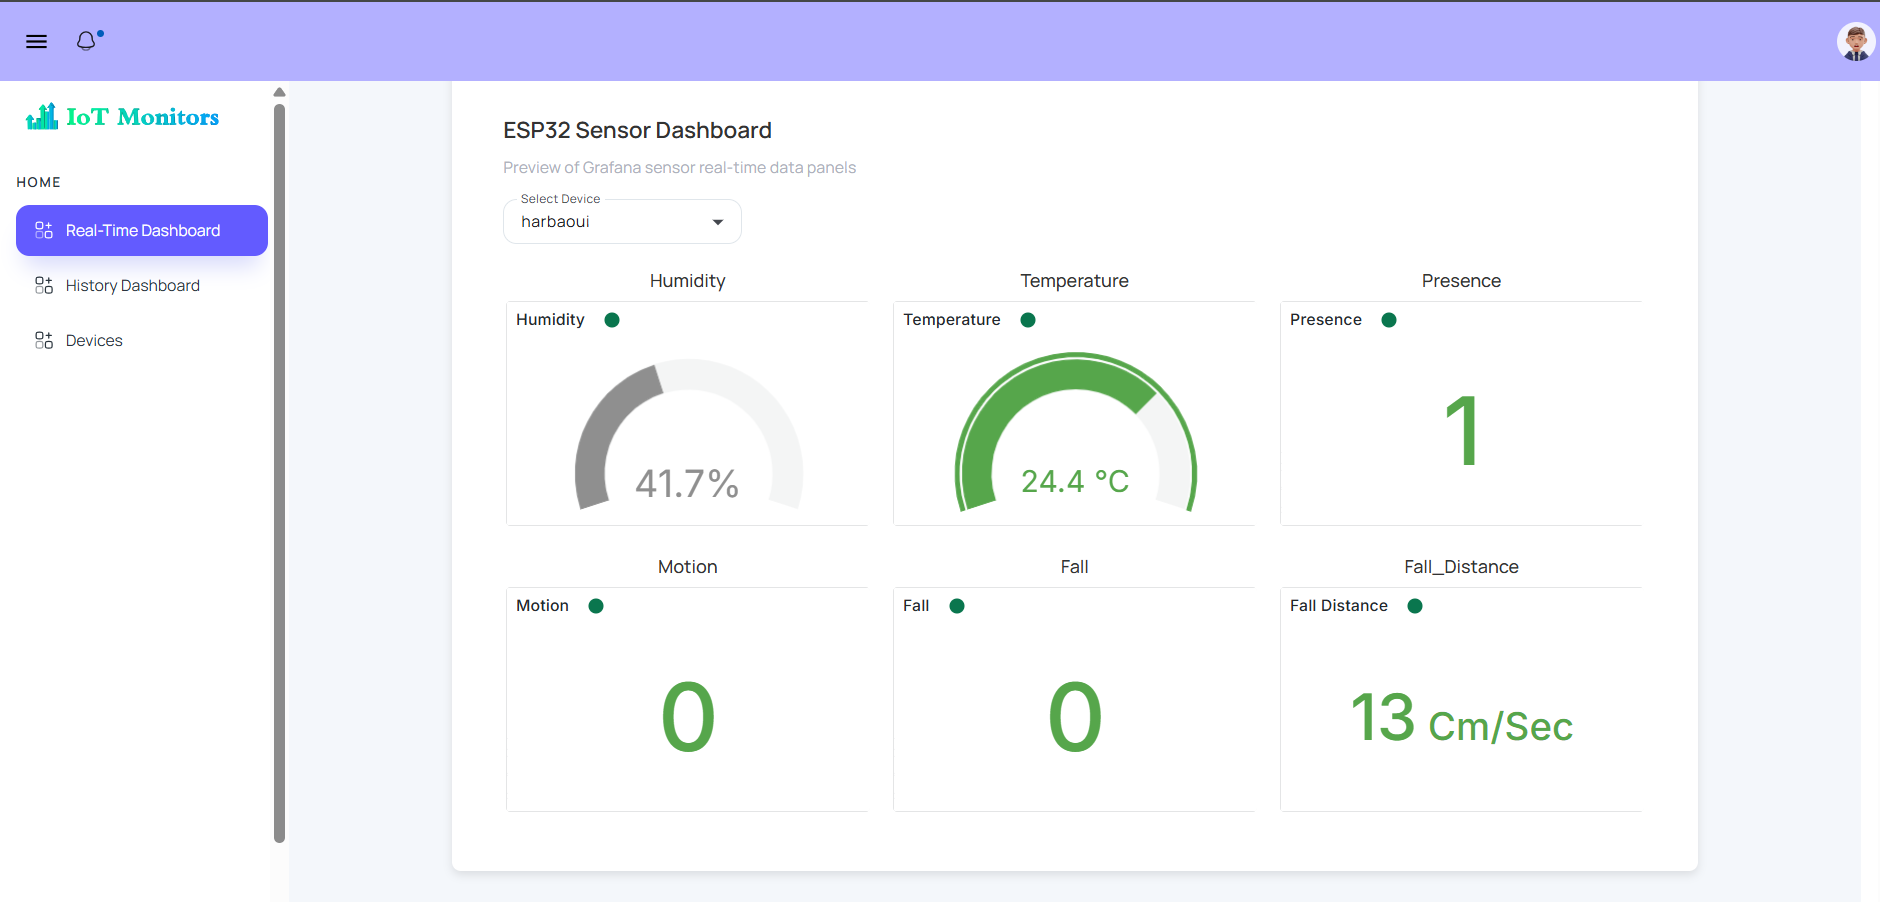 IoT Monitors
HOME
Real-Time Dashboard
History Dashboard
Devices
ESP32 Sensor Dashboard
Preview of Grafana sensor real-time data panels
Select Device
harbaoui
Humidity
Humidity
41.7%
Temperature
Temperature
24.4 °C
Presence
Presence
1
Motion
Motion
0
Fall
Fall
0
Fall_Distance
Fall Distance
13 Cm/Sec